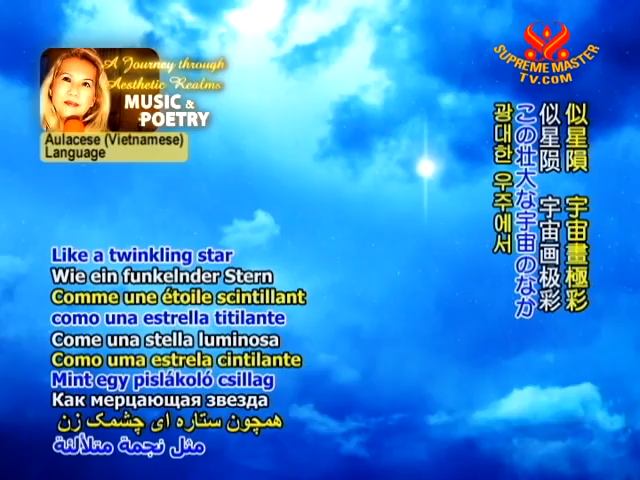 A Journey through
Aesthetic Realms
MUSIC &
POETRY
Aulacese (Vietnamese)
Language
SUPREME MASTER
TV.COM
似星隕 宇宙畫極彩
似星陨 宇宙画极彩
この壮大な宇宙のなか
광대한 우주에서
Like a twinkling star
Wie ein funkelnder Stern
Comme une étoile scintillant
como una estrella titilante
Come una stella luminosa
Como uma estrela cintilante
Mint egy pislákoló csillag
Как мерцающая звезда
همچون ستاره ای چشمک زن
مثل نجمة متلألئة